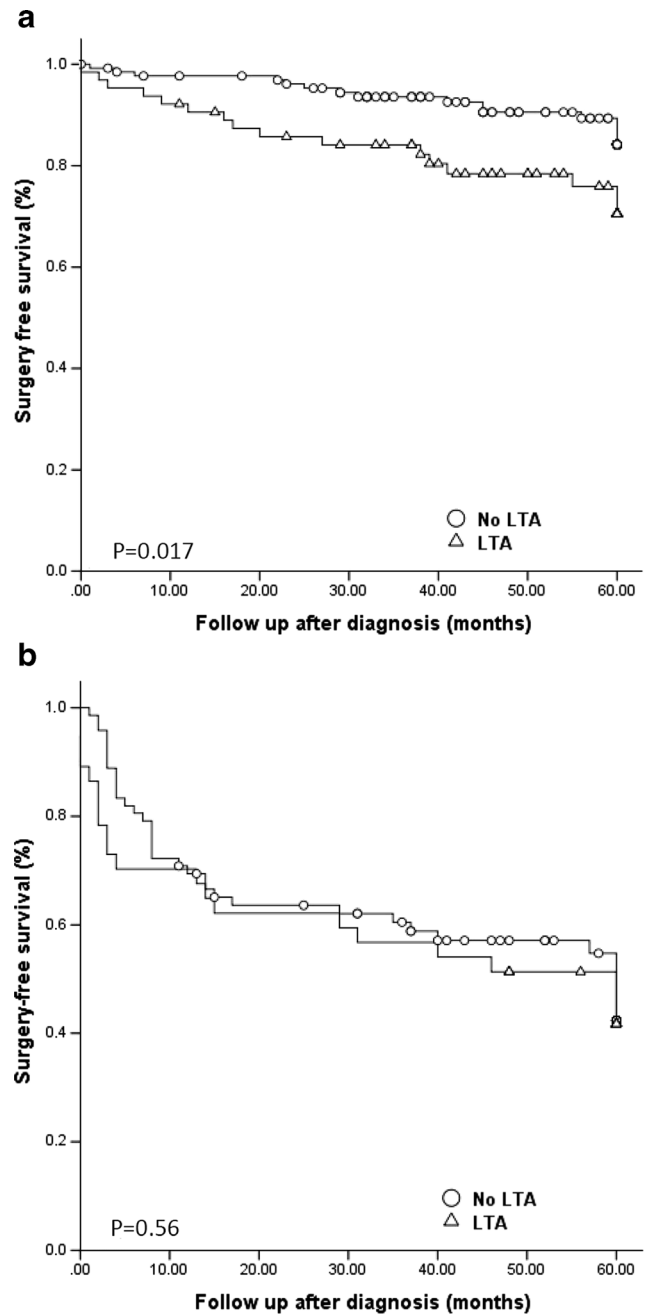 a
1.0
0.8
0.6
0.4
0.2
0.0
Surgery free survival (%)
No LTA
LTA
P=0.017
.00 10.00 20.00 30.00 40.00 50.00 60.00
Follow up after diagnosis (months)
b
1.0
0.8
0.6
0.4
0.2
0.0
Surgery-free survival (%)
No LTA
LTA
P=0.56
.00 10.00 20.00 30.00 40.00 50.00 60.00
Follow up after diagnosis (months)